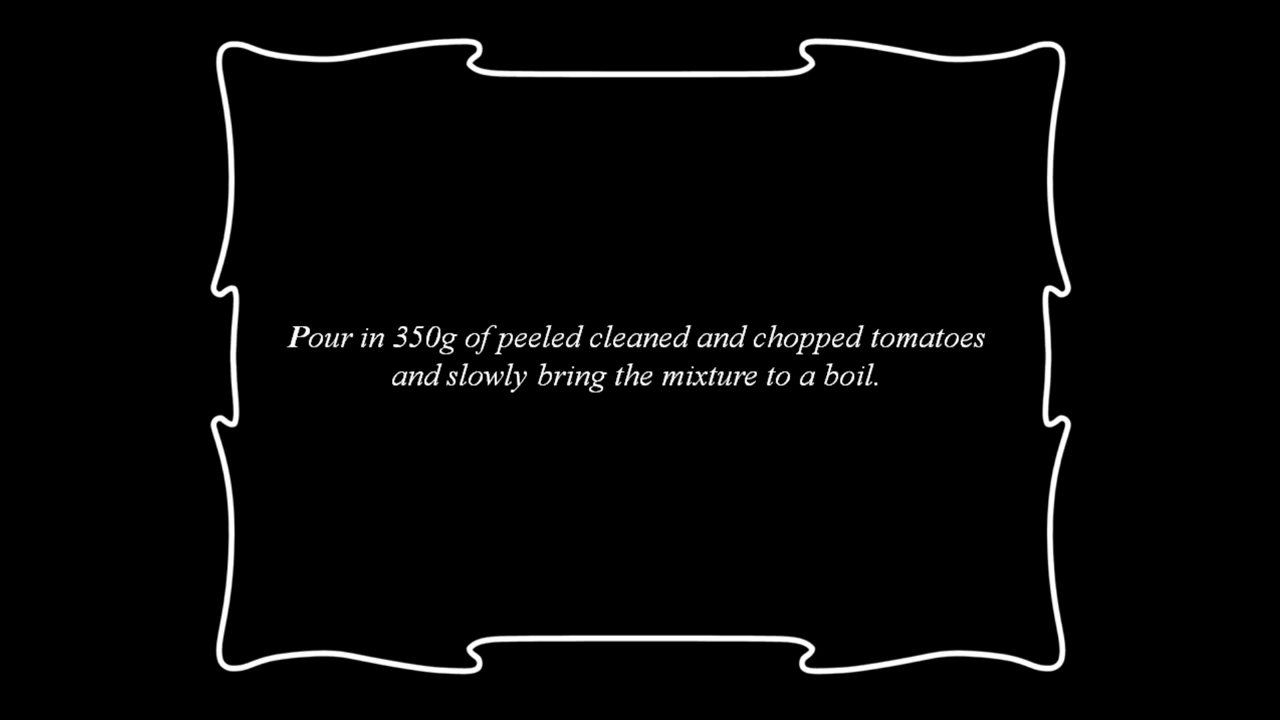 Pour in 350g of peeled cleaned and chopped tomatoes
and slowly bring the mixture to a boil.